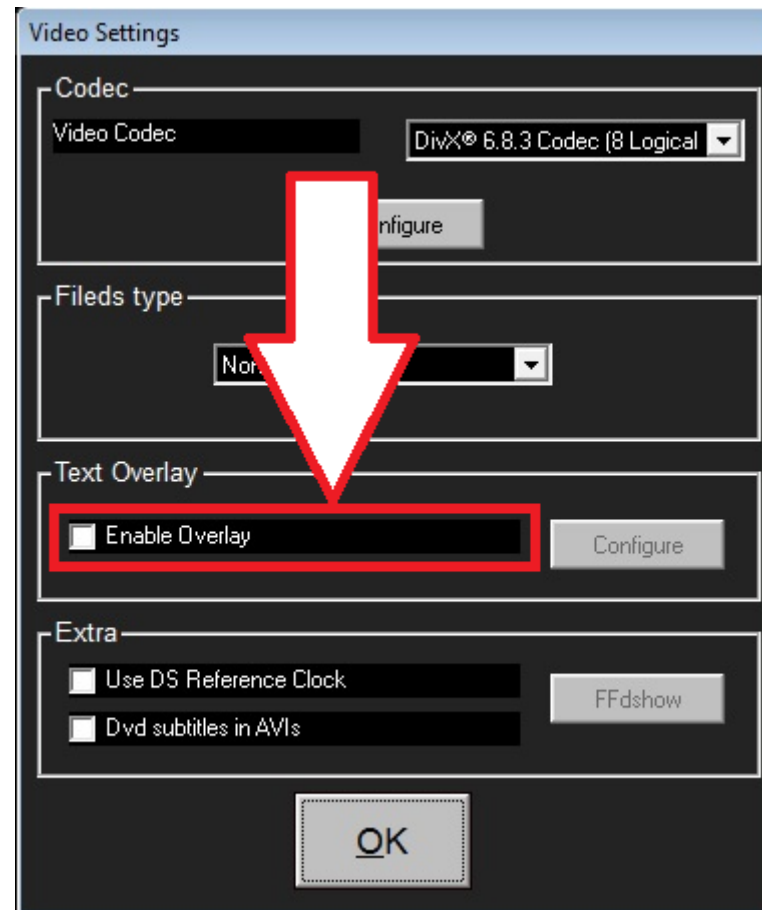 Video Settings
Codec
Video Codec
DivX® 6.8.3 Codec (8 Logical
nfigure
Fileds type
Text Overlay
Enable Overlay
Configure
Extra
Use DS Reference Clock
FFdshow
Dvd subtitles in AVIs
OK